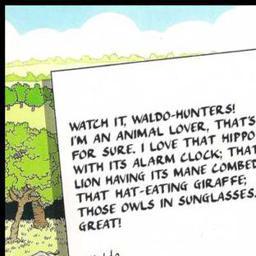 WATCH IT, WALDO-HUNTERS!
I'M AN ANIMAL LOVER, THAT'S
FOR SURE. I LOVE THAT HIPPO
WITH ITS ALARM CLOCK; THAT
LION HAVING ITS MANE COMBED
THAT HAT-EATING GIRAFFE;
THOSE OWLS IN SUNGLASSES.
GREAT!